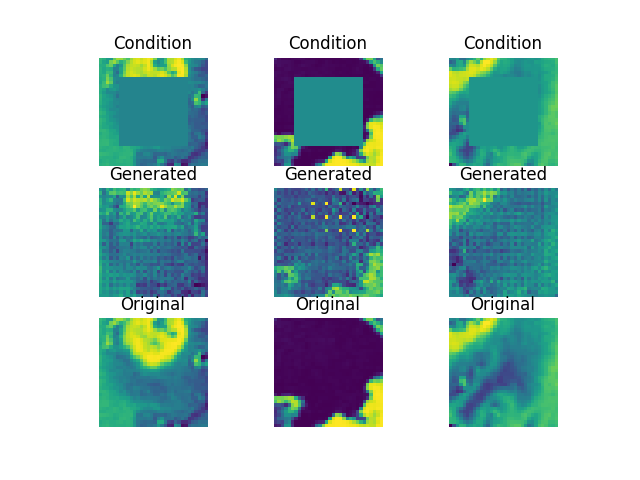 Condition Condition Condition
Generated Generated Generated
Original Original Original